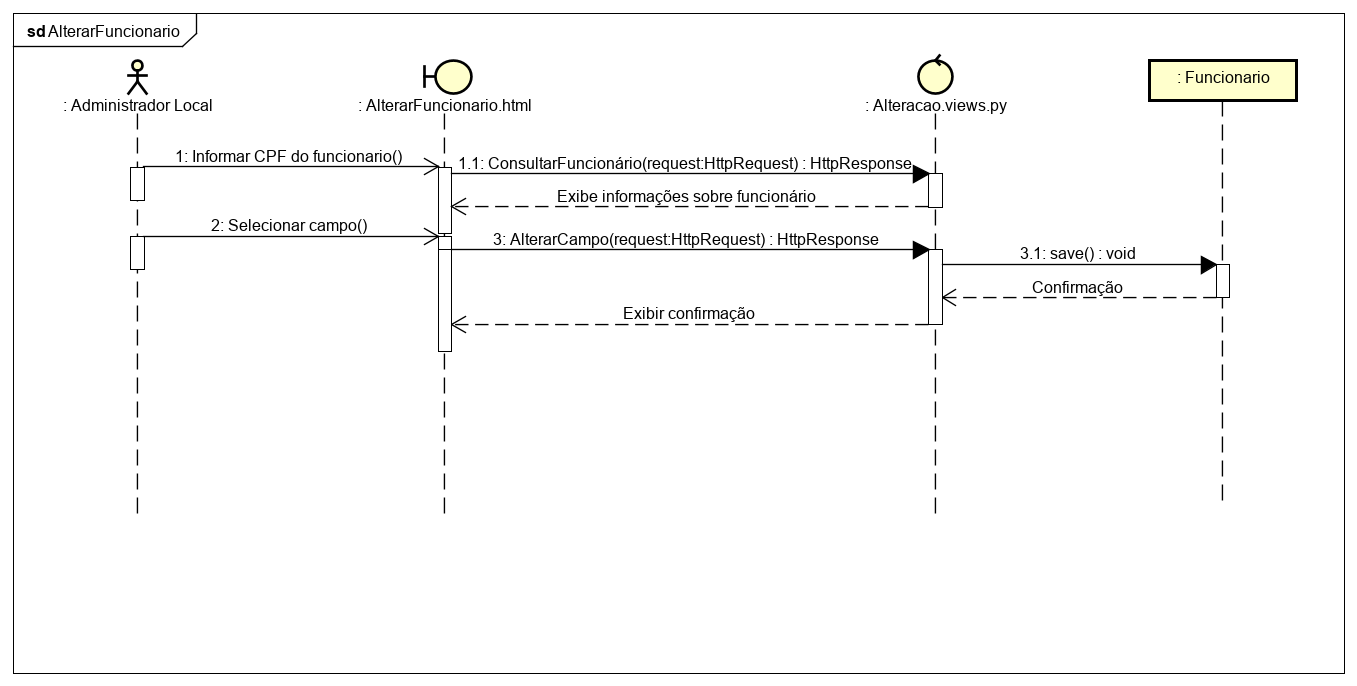 sd AlterarFuncionario
: Administrador Local
: AlterarFuncionario.html
: Alteracao.views.py
: Funcionario
1: Informar CPF do funcionario()
1.1: ConsultarFuncionário(request:HttpRequest) : HttpResponse
Exibe informações sobre funcionário
2: Selecionar campo()
3: AlterarCampo(request:HttpRequest) : HttpResponse
3.1: save() : void
Confirmação
Exibir confirmação